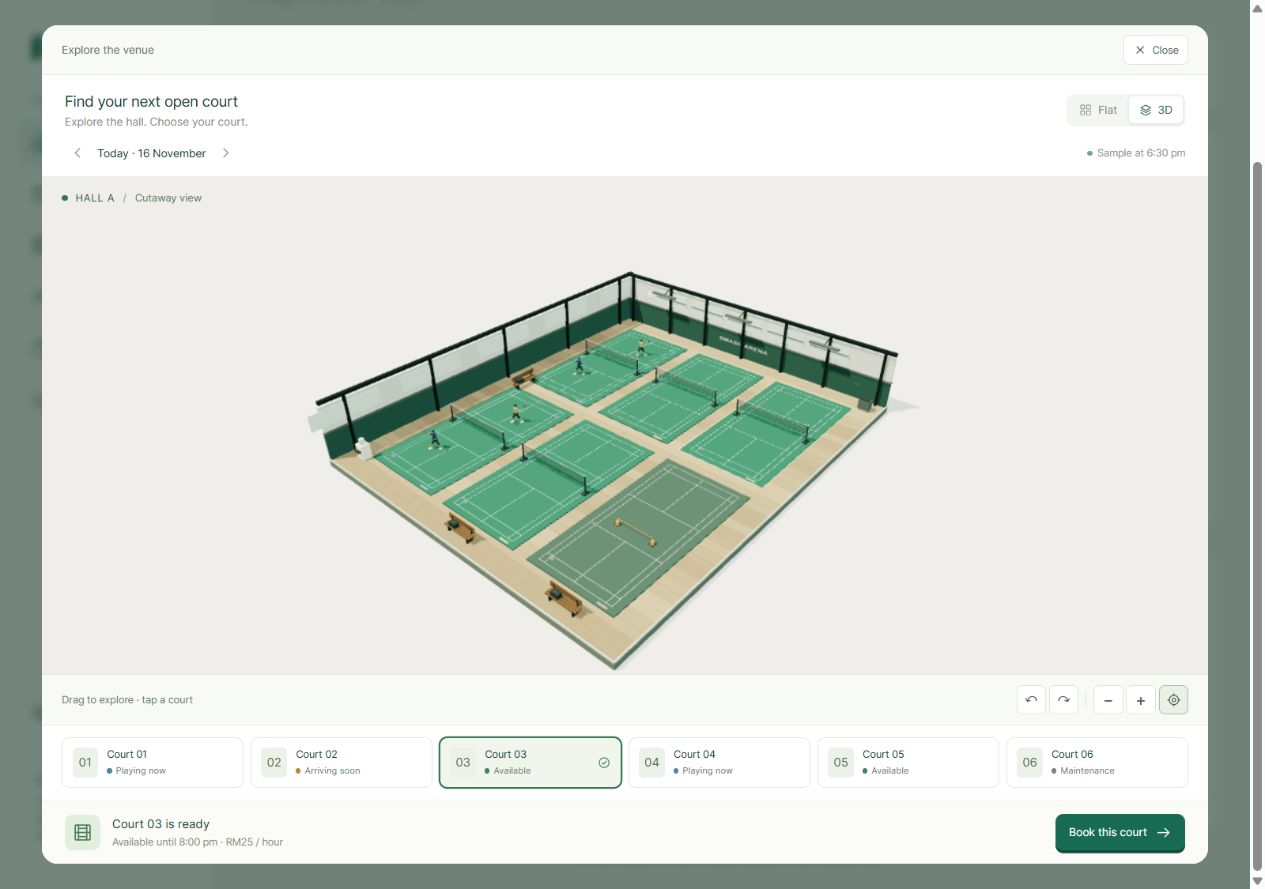 Explore the venue
Close
Find your next open court
Explore the hall. Choose your court.
Flat
3D
Today · 16 November
Sample at 6:30 pm
HALL A / Cutaway view
SMASH ARENA
Drag to explore · tap a court
01
Court 01
Playing now
02
Court 02
Arriving soon
03
Court 03
Available
04
Court 04
Playing now
05
Court 05
Available
06
Court 06
Maintenance
Court 03 is ready
Available until 8:00 pm · RM25 / hour
Book this court